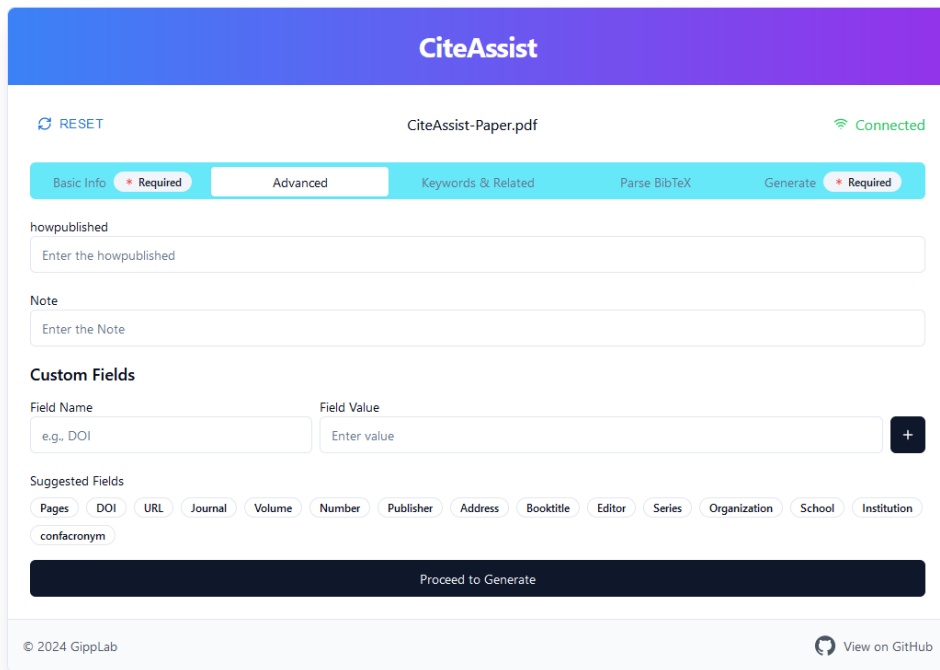 CiteAssist
RESET
CiteAssist-Paper.pdf
Connected
Basic Info * Required Advanced Keywords & Related Parse BibTeX Generate * Required
howpublished
Enter the howpublished
Note
Enter the Note
Custom Fields
Field Name Field Value
e.g., DOI Enter value +
Suggested Fields
Pages DOI URL Journal Volume Number Publisher Address Booktitle Editor Series Organization School Institution
confacronym
Proceed to Generate
© 2024 GippLab View on GitHub